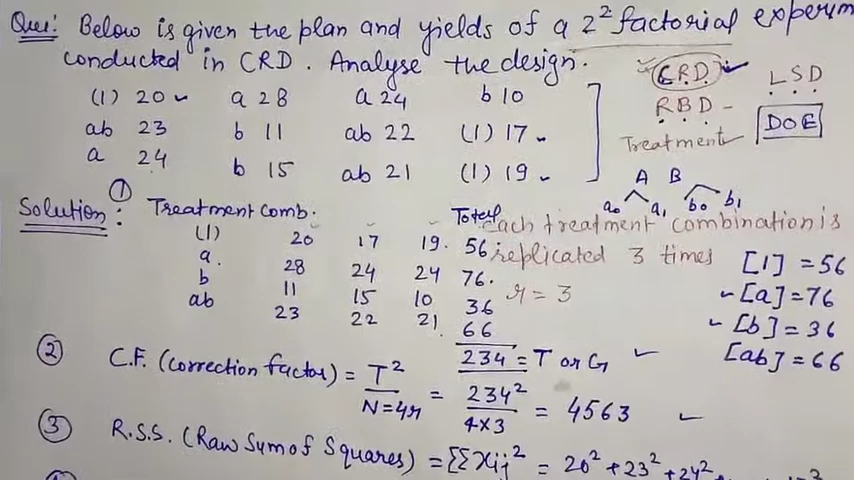 Que: Below is given the plan and yields of a 2² factorial experim
conducted in CRD. Analyse the design.
(1) 20 a 28 a 24 b 10
ab 23 b 11 ab 22 (1) 17
a 24 b 15 ab 21 (1) 19
CRD LSD
RBD - DOE
Treatment
A B
a₀ a₁ b₀ b₁
Solution: ① Treatment Comb. Total
(1) 20 17 19 56
a 28 24 24 76
b 11 15 10 36
ab 23 22 21 66
234 = T or G
Each treatment combination is
replicated 3 times
r = 3
[1] = 56
[a] = 76
[b] = 36
[ab] = 66
② C.F. (Correction factor) = T² / N=4r = 234² / 4×3 = 4563
③ R.S.S. (Raw Sum of Squares) = ΣΣxij² = 20² + 23² + 24²